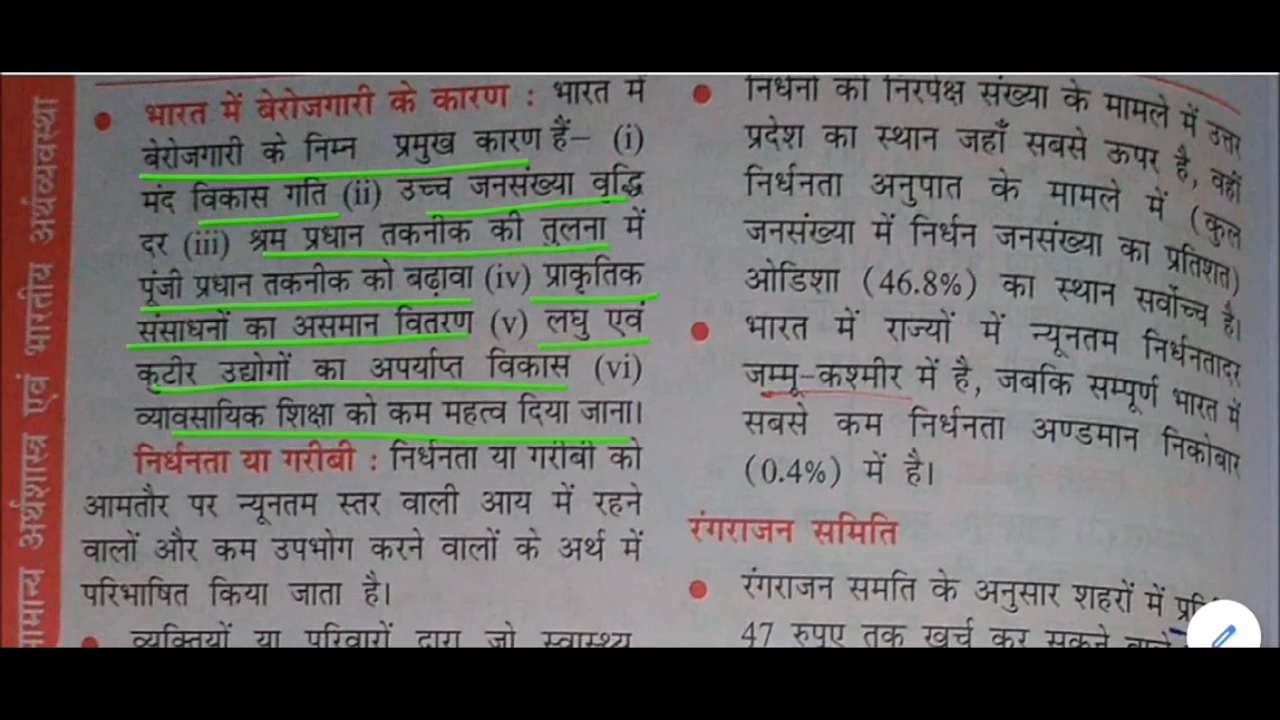 सामान्य अर्थशास्त्र एवं भारतीय अर्थव्यवस्था
भारत में बेरोजगारी के कारण : भारत में
बेरोजगारी के निम्न प्रमुख कारण हैं– (i)
मंद विकास गति (ii) उच्च जनसंख्या वृद्धि
दर (iii) श्रम प्रधान तकनीक की तुलना में
पूंजी प्रधान तकनीक को बढ़ावा (iv) प्राकृतिक
संसाधनों का असमान वितरण (v) लघु एवं
कुटीर उद्योगों का अपर्याप्त विकास (vi)
व्यावसायिक शिक्षा को कम महत्व दिया जाना।
निर्धनता या गरीबी : निर्धनता या गरीबी को
आमतौर पर न्यूनतम स्तर वाली आय में रहने
वालों और कम उपभोग करने वालों के अर्थ में
परिभाषित किया जाता है।
व्यक्तियों या परिवारों द्वारा जो स्वास्थ्य
निर्धनों की निरपेक्ष संख्या के मामले में उत्तर
प्रदेश का स्थान जहाँ सबसे ऊपर है, वहीं
निर्धनता अनुपात के मामले में (कुल
जनसंख्या में निर्धन जनसंख्या का प्रतिशत)
ओडिशा (46.8%) का स्थान सर्वोच्च है।
भारत में राज्यों में न्यूनतम निर्धनतादर
जम्मू-कश्मीर में है, जबकि सम्पूर्ण भारत में
सबसे कम निर्धनता अण्डमान निकोबार
(0.4%) में है।
रंगराजन समिति
रंगराजन समति के अनुसार शहरों में
47 रुपए तक खर्च कर सकने वाले